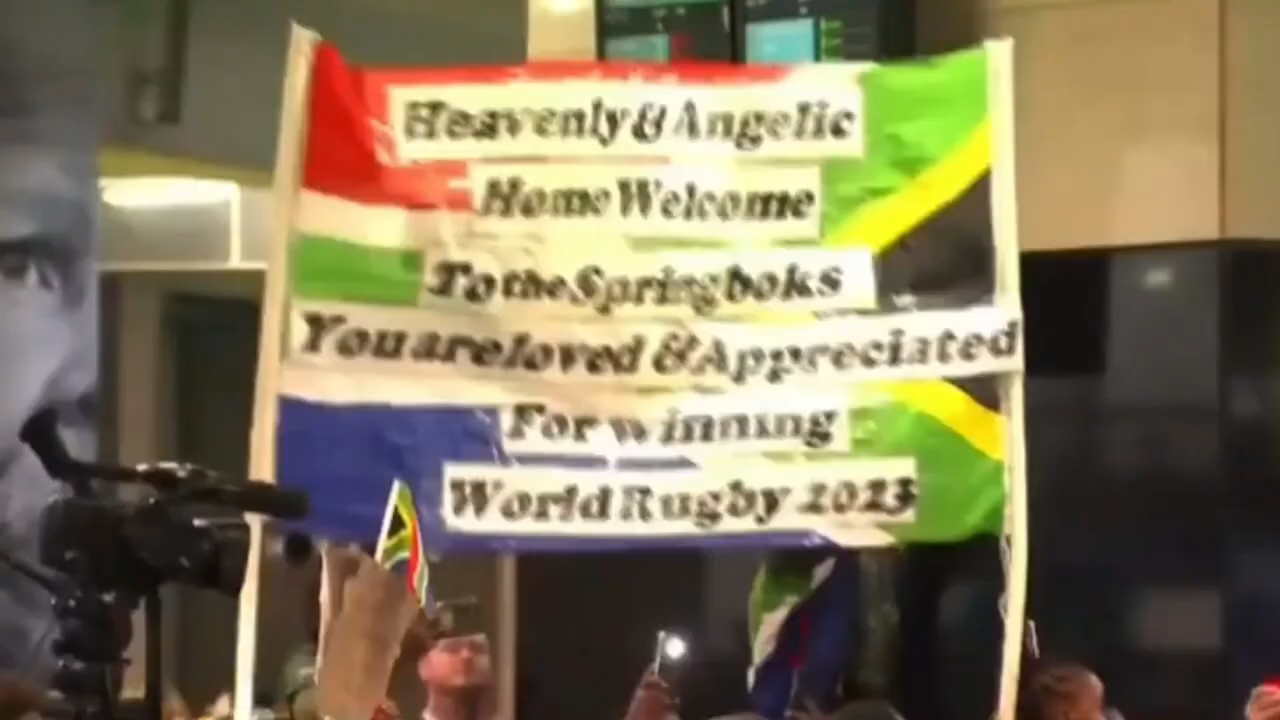 Heavenly & Angelic
Home Welcome
To the Springboks
You are loved & Appreciated
For winning
World Rugby 2023